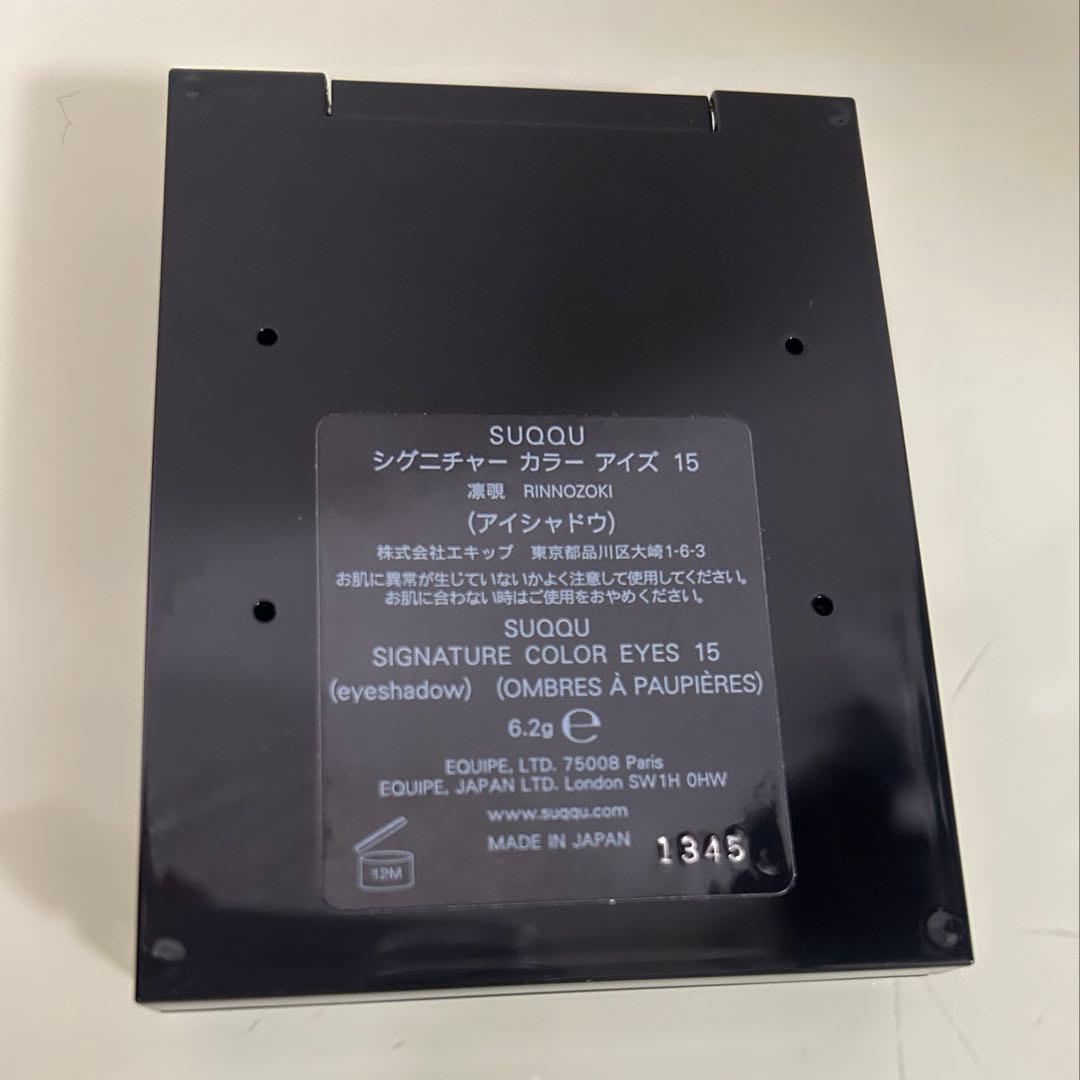 SUQQU
シグニチャー カラー アイズ 15
凛覗 RINNOZOKI
(アイシャドウ)
株式会社エキップ 東京都品川区大崎1-6-3
お肌に異常が生じていないかよく注意して使用してください。
お肌に合わない時はご使用をおやめください。
SUQQU
SIGNATURE COLOR EYES 15
(eyeshadow) (OMBRES À PAUPIÈRES)
6.2g ℮
EQUIPE, LTD. 75008 Paris
EQUIPE, JAPAN LTD. London SW1H 0HW
www.suqqu.com
MADE IN JAPAN 1345
12M